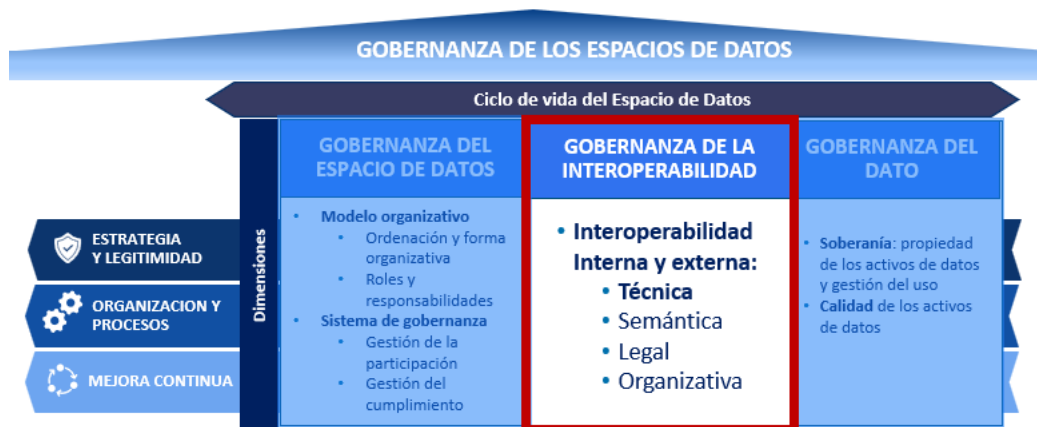 GOBERNANZA DE LOS ESPACIOS DE DATOS
Ciclo de vida del Espacio de Datos
ESTRATEGIA
Y LEGITIMIDAD
ORGANIZACION Y
PROCESOS
MEJORA CONTINUA
Dimensiones
GOBERNANZA DEL
ESPACIO DE DATOS
• Modelo organizativo
• Ordenación y forma
organizativa
• Roles y
responsabilidades
• Sistema de gobernanza
• Gestión de la
participación
• Gestión del
cumplimiento
GOBERNANZA DE LA
INTEROPERABILIDAD
• Interoperabilidad
Interna y externa:
• Técnica
• Semántica
• Legal
• Organizativa
GOBERNANZA DEL
DATO
• Soberanía: propiedad
de los activos de datos
y gestión del uso
• Calidad de los activos
de datos